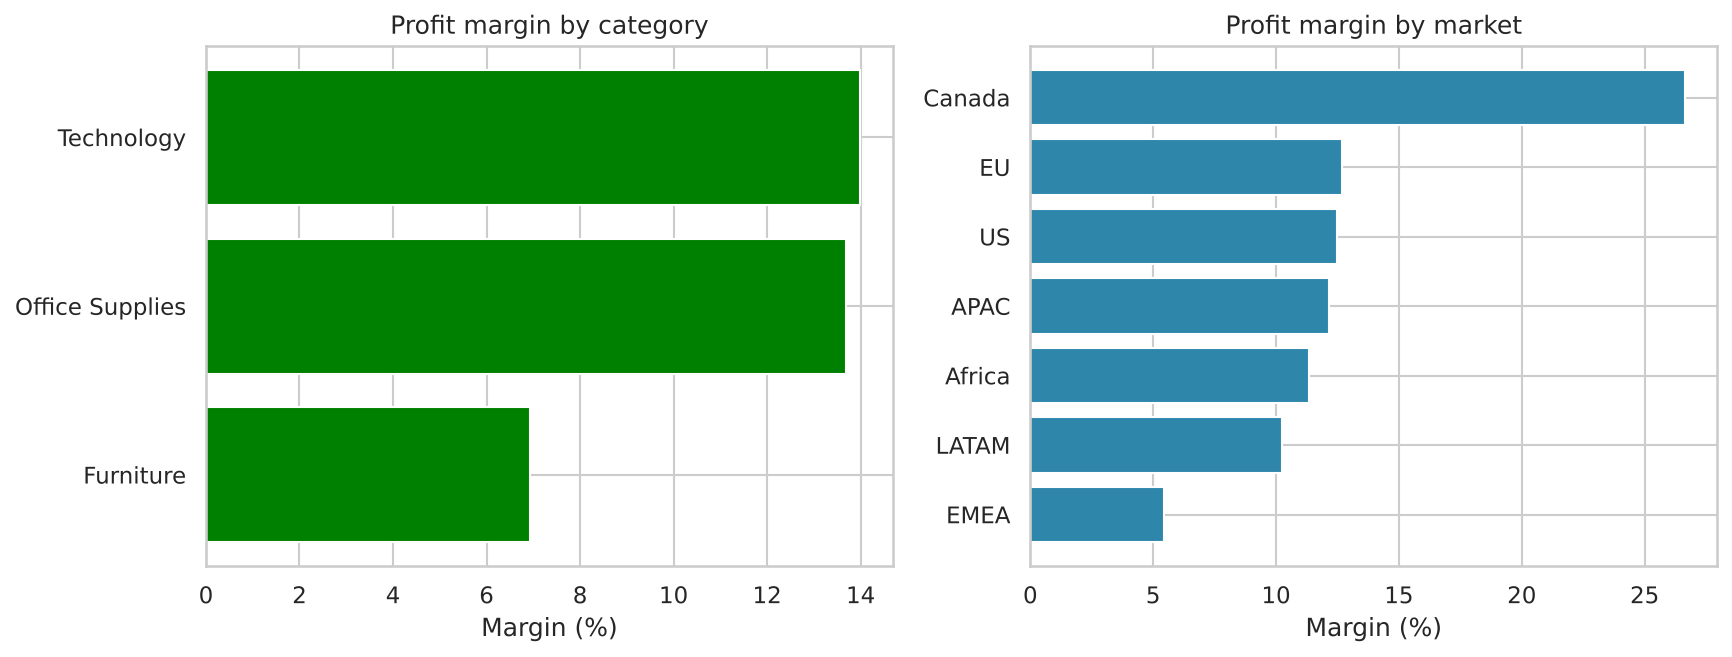 Profit margin by category
Technology
Office Supplies
Furniture
0 2 4 6 8 10 12 14
Margin (%)
Profit margin by market
Canada
EU
US
APAC
Africa
LATAM
EMEA
0 5 10 15 20 25
Margin (%)